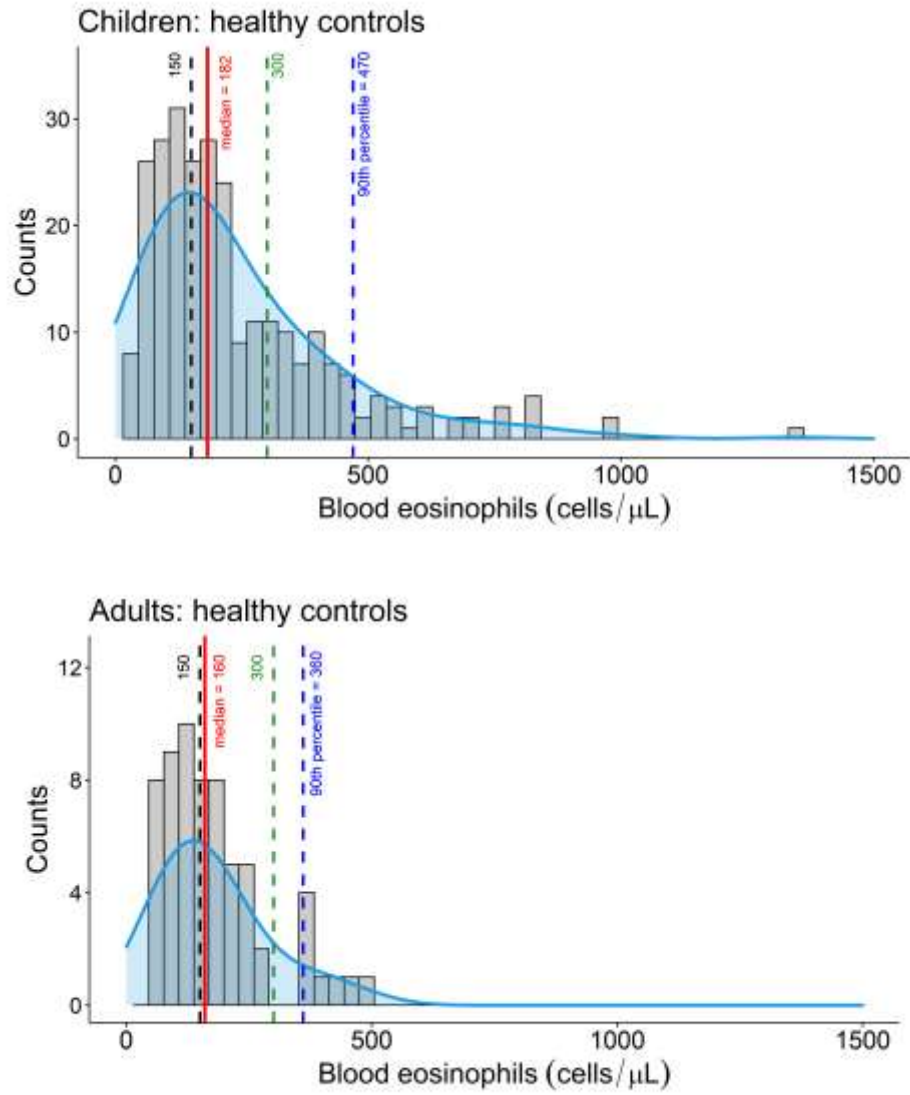 Children: healthy controls
150
median = 182
300
90th percentile = 470
Counts
30
20
10
0
0 500 1000 1500
Blood eosinophils (cells/μL)
Adults: healthy controls
150
median = 160
300
90th percentile = 360
Counts
12
8
4
0
0 500 1000 1500
Blood eosinophils (cells/μL)